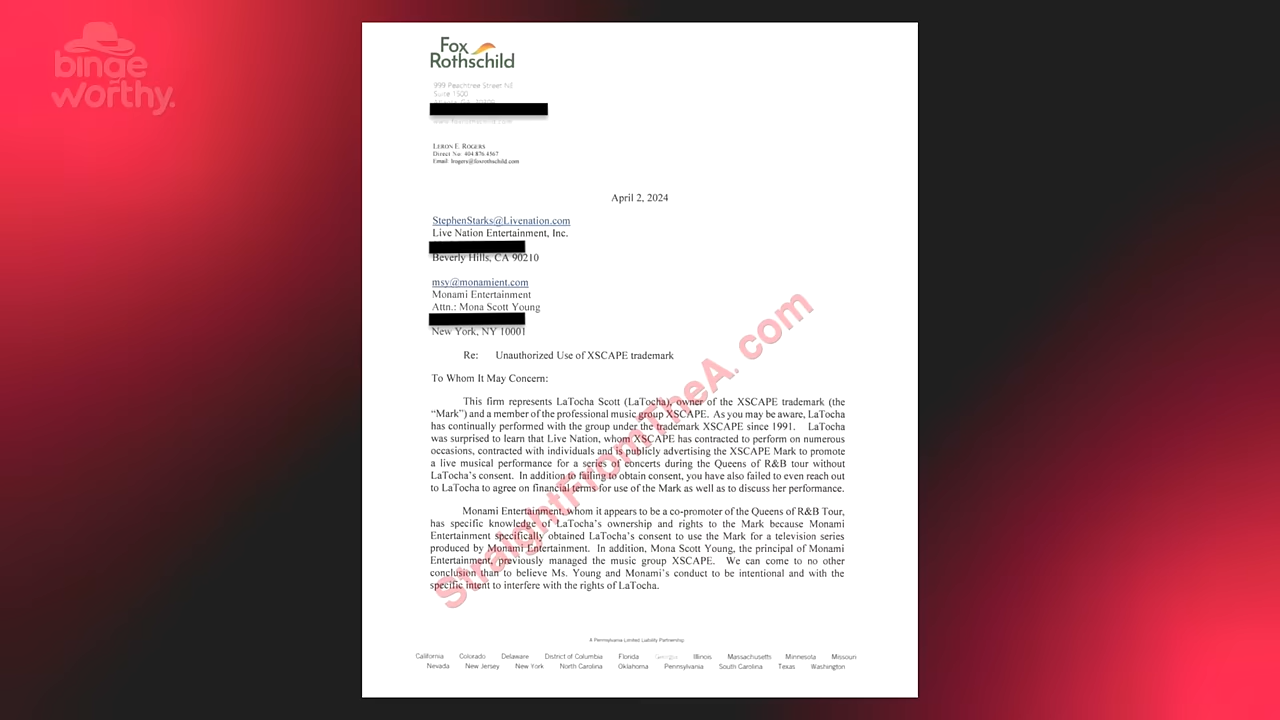 binge
worthy.
Fox
Rothschild
999 Peachtree Street NE
Suite 1500
www.foxrothschild.com
LERON E. ROGERS
Direct No: 404.876.4567
Email: lrogers@foxrothschild.com
April 2, 2024
StephenStarks@Livenation.com
Live Nation Entertainment, Inc.
Beverly Hills, CA 90210
msy@monamient.com
Monami Entertainment
Attn.: Mona Scott Young
New York, NY 10001
Re: Unauthorized Use of XSCAPE trademark
To Whom It May Concern:
This firm represents LaTocha Scott (LaTocha), owner of the XSCAPE trademark (the
“Mark”) and a member of the professional music group XSCAPE. As you may be aware, LaTocha
has continually performed with the group under the trademark XSCAPE since 1991. LaTocha
was surprised to learn that Live Nation, whom XSCAPE has contracted to perform on numerous
occasions, contracted with individuals and is publicly advertising the XSCAPE Mark to promote
a live musical performance for a series of concerts during the Queens of R&B tour without
LaTocha’s consent. In addition to failing to obtain consent, you have also failed to even reach out
to LaTocha to agree on financial terms for use of the Mark as well as to discuss her performance.
Monami Entertainment, whom it appears to be a co-promoter of the Queens of R&B Tour,
has specific knowledge of LaTocha’s ownership and rights to the Mark because Monami
Entertainment specifically obtained LaTocha’s consent to use the Mark for a television series
produced by Monami Entertainment. In addition, Mona Scott Young, the principal of Monami
Entertainment, previously managed the music group XSCAPE. We can come to no other
conclusion than to believe Ms. Young and Monami’s conduct to be intentional and with the
specific intent to interfere with the rights of LaTocha.
StraightFromTheA.com
A Pennsylvania Limited Liability Partnership
California Colorado Delaware District of Columbia Florida Georgia Illinois Massachusetts Minnesota Missouri
Nevada New Jersey New York North Carolina Oklahoma Pennsylvania South Carolina Texas Washington